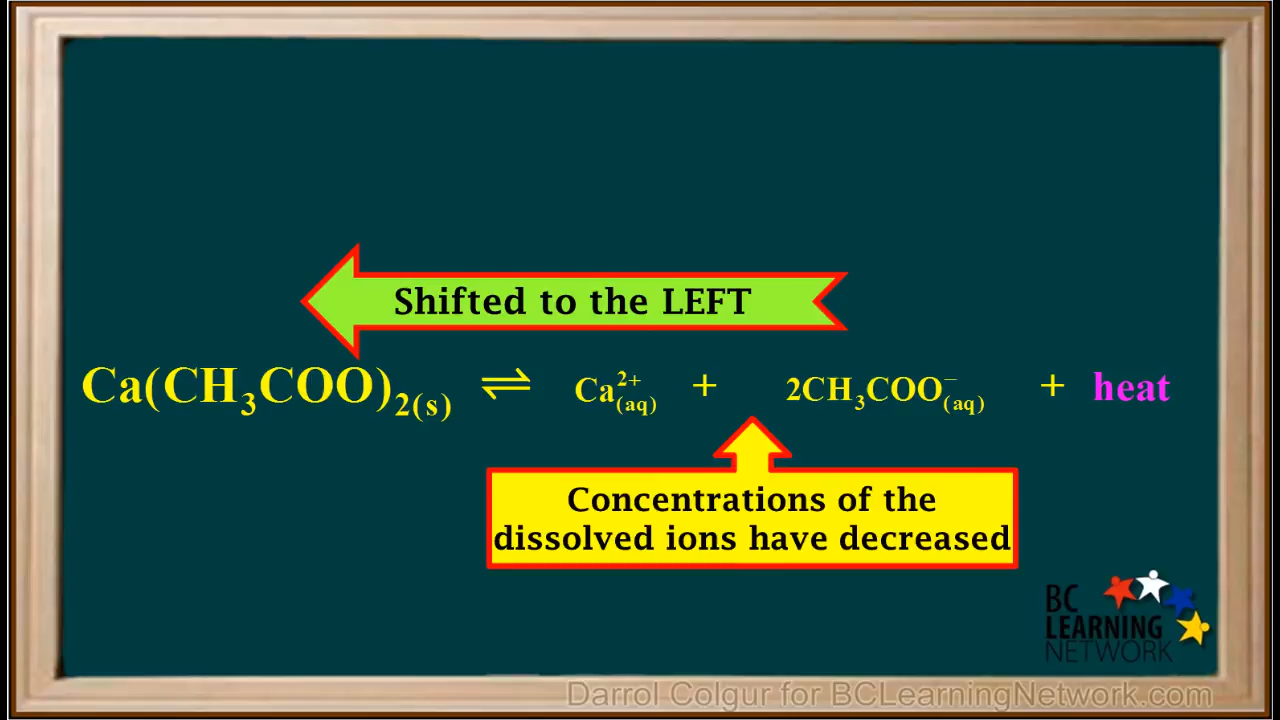 Shifted to the LEFT
Ca(CH₃COO)₂₍ₛ₎ ⇌ Ca²⁺(aq) + 2CH₃COO⁻(aq) + heat
Concentrations of the
dissolved ions have decreased
BC
LEARNING
NETWORK
Darrol Colgur for BCLearningNetwork.com